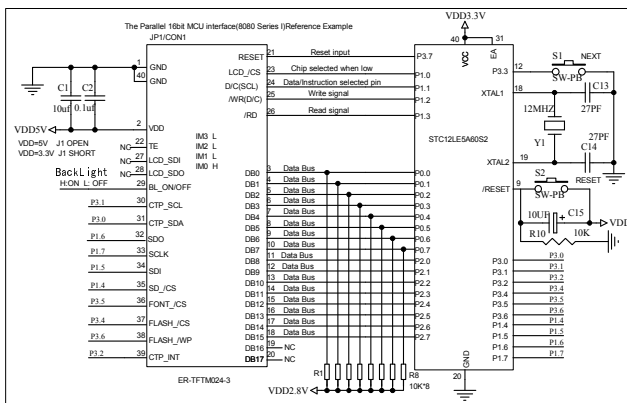 The Parallel 16bit MCU interface(8080 Series I)Reference Example
JP1/CON1
VDD3.3V
40
31
VCC
EA
1
GND
40
GND
C1
C2
10uf
0.1uf
2
VDD
VDD5V
VDD=5V J1 OPEN
VDD=3.3V J1 SHORT
NC
22
TE
NC
27
LCD_SDI
NC
28
LCD_SDO
BackLight
29
BL_ON/OFF
H:ON L: OFF
P3.1
30
CTP_SCL
P3.0
31
CTP_SDA
P1.6
32
SDO
P1.7
33
SCLK
P1.5
34
SDI
P1.4
35
SD_/CS
P3.5
36
FONT_/CS
P3.4
37
FLASH_/CS
P3.6
38
FLASH_/WP
P3.2
39
CTP_INT
ER-TFTM024-3
IM3 L
IM2 L
IM1 L
IM0 H
RESET 21 Reset input P3.7
LCD_/CS 23 Chip selected when low P1.0
D/C(SCL) 24 Data/Instruction selected pin P1.1
/WR(D/C) 25 Write signal P1.2
/RD 26 Read signal P1.3
DB0 3 Data Bus P0.0
DB1 4 Data Bus P0.1
DB2 5 Data Bus P0.2
DB3 6 Data Bus P0.3
DB4 7 Data Bus P0.4
DB5 8 Data Bus P0.5
DB6 9 Data Bus P0.6
DB7 10 Data Bus P0.7
DB8 11 Data Bus P2.0
DB9 12 Data Bus P2.1
DB10 13 Data Bus P2.2
DB11 14 Data Bus P2.3
DB12 15 Data Bus P2.4
DB13 16 Data Bus P2.5
DB14 17 Data Bus P2.6
DB15 18 Data Bus P2.7
DB16 19 NC
DB17 20 NC
R1
R8
10K*8
VDD2.8V
STC12LE5A60S2
P3.3 12
S1 NEXT
SW-PB
XTAL1 18
C13
27PF
12MHZ
Y1
27PF
C14
XTAL2 19
S2 RESET
/RESET 9
SW-PB
10UF
C15
VDD
R10
10K
P3.0 P3.0
P3.1 P3.1
P3.2 P3.2
P3.4 P3.4
P3.5 P3.5
P3.6 P3.6
P1.4 P1.4
P1.5 P1.5
P1.6 P1.6
P1.7 P1.7
GND
20